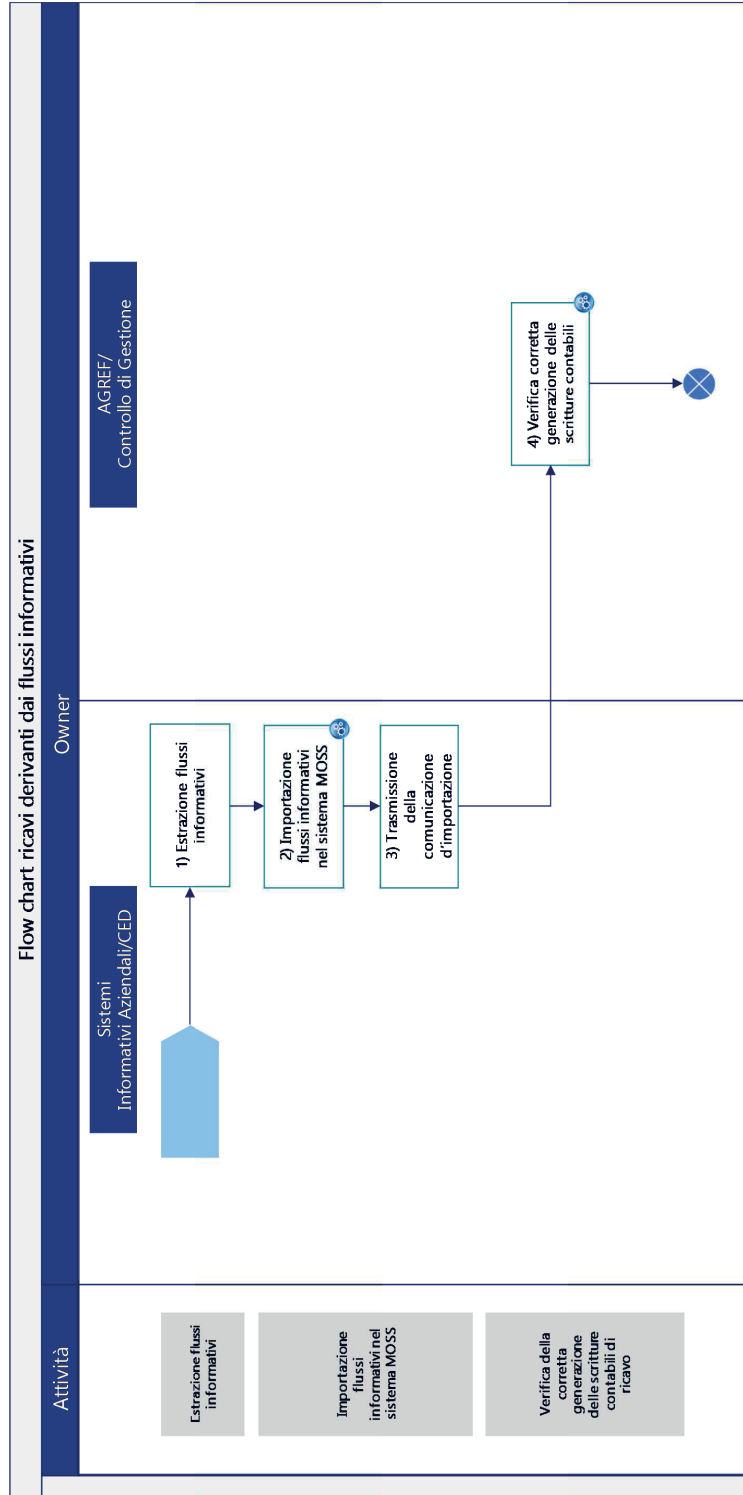 Flow chart ricavi derivanti dai flussi informativi
Attività
Owner
Sistemi
Informativi Aziendali/CED
AGREF/
Controllo di Gestione
Estrazione flussi
informativi
1) Estrazione flussi
informativi
Importazione
flussi
informativi nel
sistema MOSS
2) Importazione
flussi informativi
nel sistema MOSS
3) Trasmissione
della
comunicazione
d'importazione
Verifica della
corretta
generazione
delle scritture
contabili di
ricavo
4) Verifica corretta
generazione delle
scritture contabili